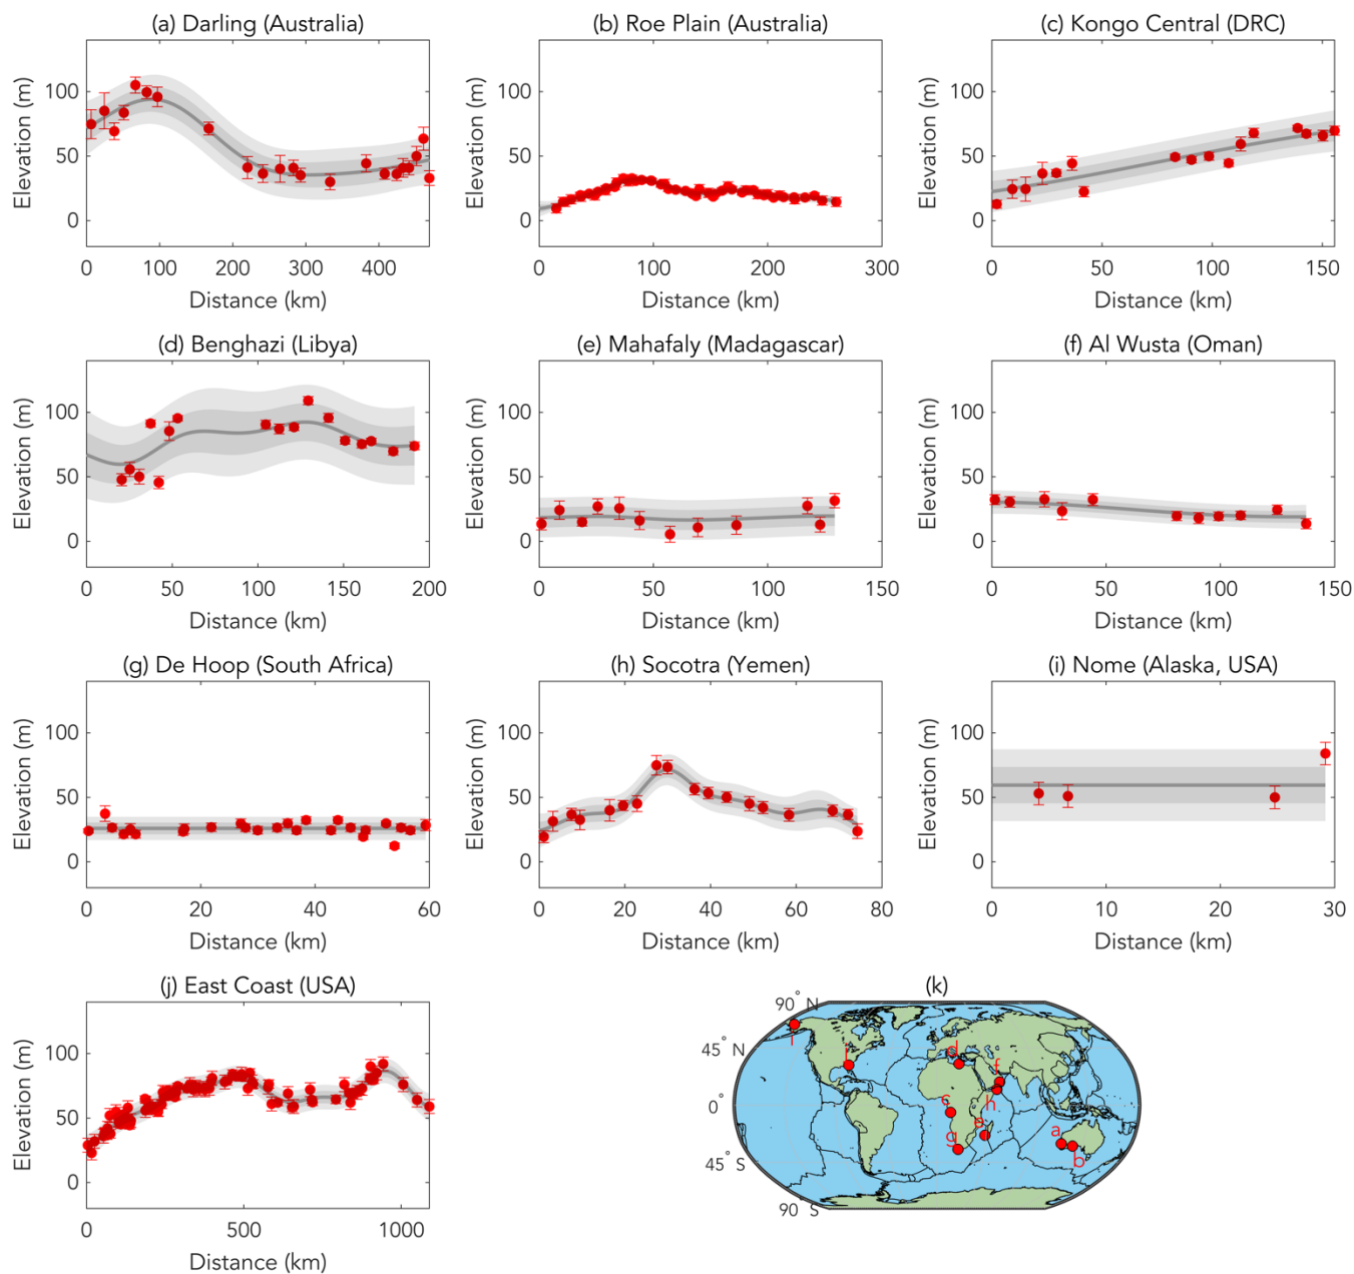 (a) Darling (Australia)
Elevation (m)
100
50
0
0 100 200 300 400
Distance (km)
(b) Roe Plain (Australia)
Elevation (m)
100
50
0
0 100 200 300
Distance (km)
(c) Kongo Central (DRC)
Elevation (m)
100
50
0
0 50 100 150
Distance (km)
(d) Benghazi (Libya)
Elevation (m)
100
50
0
0 50 100 150 200
Distance (km)
(e) Mahafaly (Madagascar)
Elevation (m)
100
50
0
0 50 100 150
Distance (km)
(f) Al Wusta (Oman)
Elevation (m)
100
50
0
0 50 100 150
Distance (km)
(g) De Hoop (South Africa)
Elevation (m)
100
50
0
0 20 40 60
Distance (km)
(h) Socotra (Yemen)
Elevation (m)
100
50
0
0 20 40 60 80
Distance (km)
(i) Nome (Alaska, USA)
Elevation (m)
100
50
0
0 10 20 30
Distance (km)
(j) East Coast (USA)
Elevation (m)
100
50
0
0 500 1000
Distance (km)
(k)
90° N
45° N
0°
45° S
90° S
i
j
d
f
h
c
e
g
a
b